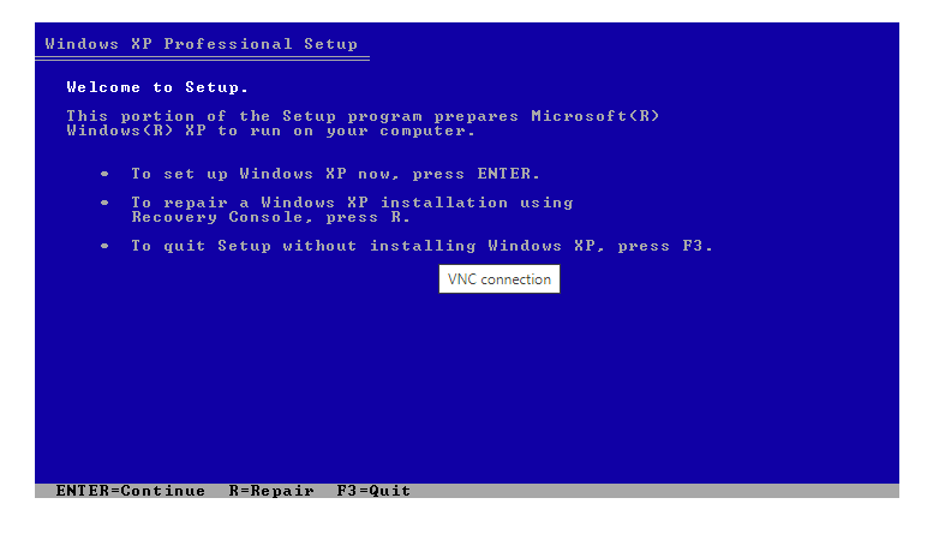 Windows XP Professional Setup
Welcome to Setup.
This portion of the Setup program prepares Microsoft(R)
Windows(R) XP to run on your computer.
• To set up Windows XP now, press ENTER.
• To repair a Windows XP installation using
Recovery Console, press R.
• To quit Setup without installing Windows XP, press F3.
VNC connection
ENTER=Continue R=Repair F3=Quit